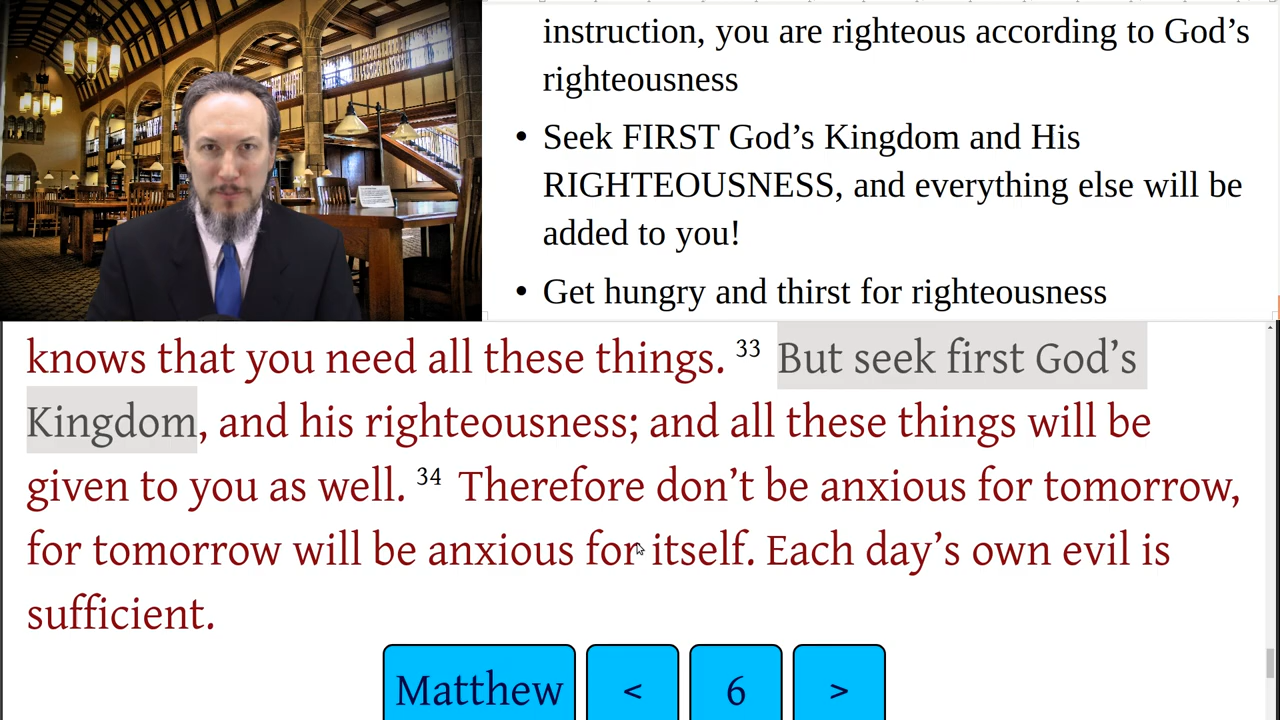 instruction, you are righteous according to God’s
righteousness
• Seek FIRST God’s Kingdom and His
RIGHTEOUSNESS, and everything else will be
added to you!
• Get hungry and thirst for righteousness
knows that you need all these things. 33 But seek first God’s
Kingdom, and his righteousness; and all these things will be
given to you as well. 34 Therefore don’t be anxious for tomorrow,
for tomorrow will be anxious for itself. Each day’s own evil is
sufficient.
Matthew < 6 >